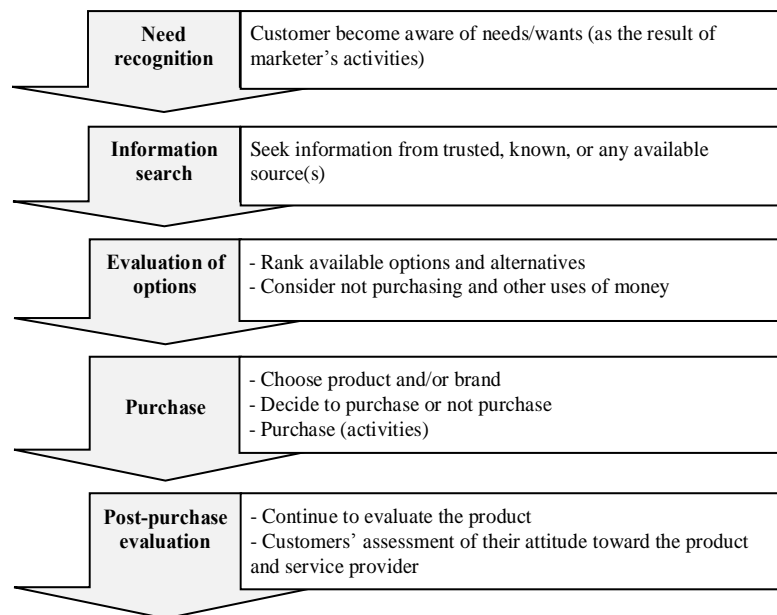 Need
recognition
Customer become aware of needs/wants (as the result of
marketer’s activities)
Information
search
Seek information from trusted, known, or any available
source(s)
Evaluation of
options
- Rank available options and alternatives
- Consider not purchasing and other uses of money
Purchase
- Choose product and/or brand
- Decide to purchase or not purchase
- Purchase (activities)
Post-purchase
evaluation
- Continue to evaluate the product
- Customers’ assessment of their attitude toward the product
and service provider